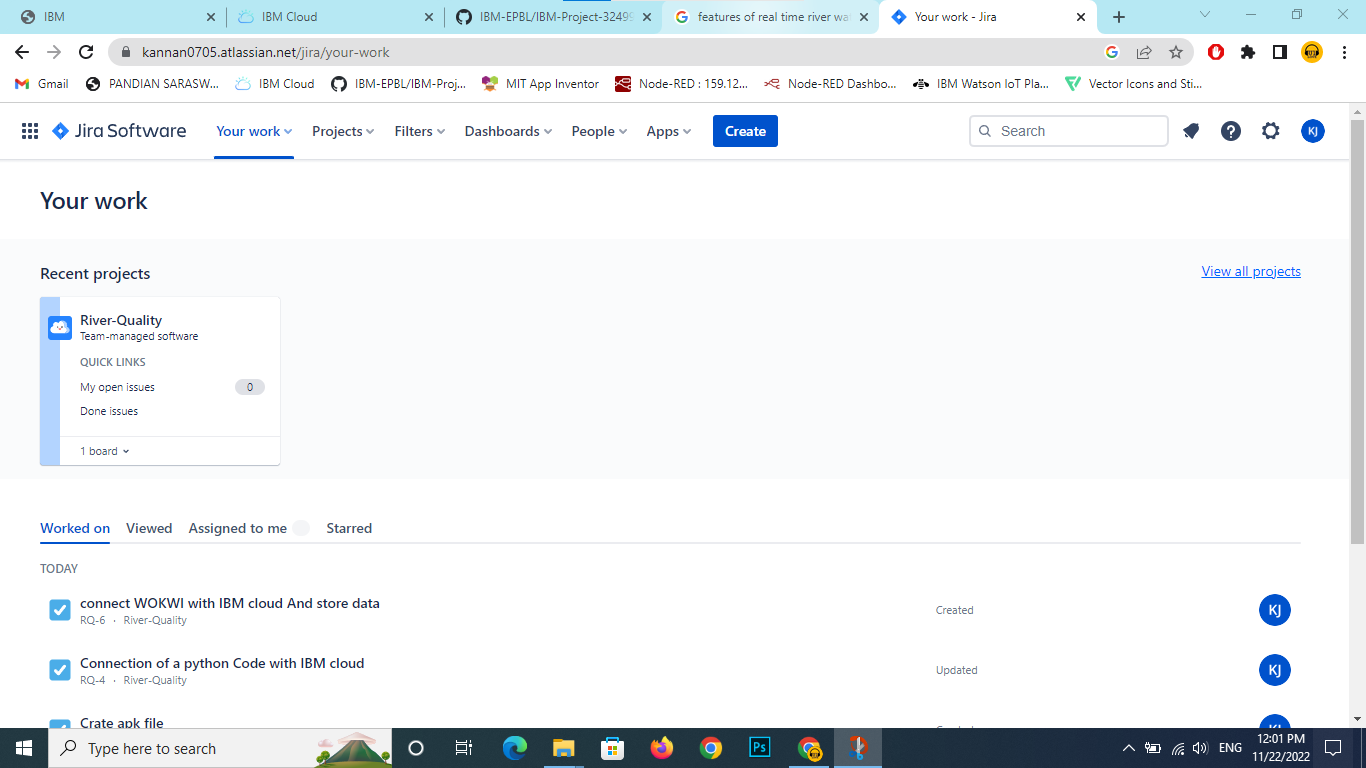 IBM
IBM Cloud
IBM-EPBL/IBM-Project-32499
features of real time river wat
Your work - Jira
kannan0705.atlassian.net/jira/your-work
Gmail
PANDIAN SARASW...
IBM Cloud
IBM-EPBL/IBM-Proj...
MIT App Inventor
Node-RED : 159.12...
Node-RED Dashbo...
IBM Watson IoT Pla...
Vector Icons and Sti...
Jira Software
Your work
Projects
Filters
Dashboards
People
Apps
Create
Search
KJ
Your work
Recent projects
View all projects
River-Quality
Team-managed software
QUICK LINKS
My open issues 0
Done issues
1 board
Worked on
Viewed
Assigned to me
Starred
TODAY
connect WOKWI with IBM cloud And store data
RQ-6 · River-Quality
Created
KJ
Connection of a python Code with IBM cloud
RQ-4 · River-Quality
Updated
KJ
Crate apk file
KJ
Type here to search
Ps
ENG
12:01 PM
11/22/2022